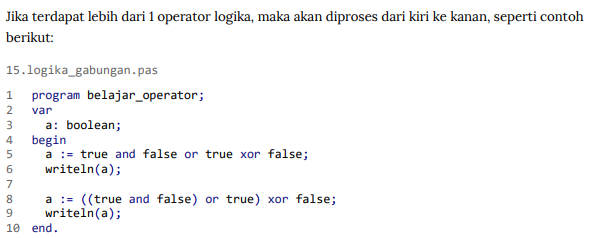 Jika terdapat lebih dari 1 operator logika, maka akan diproses dari kiri ke kanan, seperti contoh
berikut:
15.logika_gabungan.pas
1 program belajar_operator;
2 var
3   a: boolean;
4 begin
5   a := true and false or true xor false;
6   writeln(a);
7
8   a := ((true and false) or true) xor false;
9   writeln(a);
10 end.